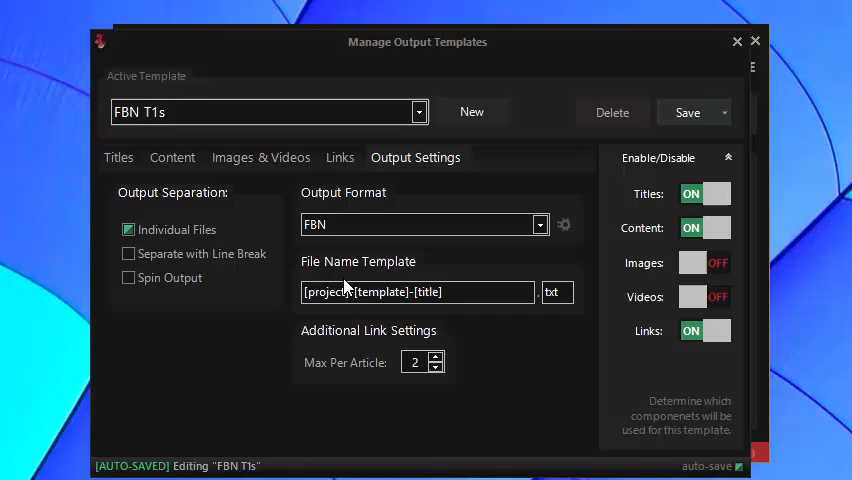 Manage Output Templates
Active Template
FBN T1s
New
Delete
Save
Titles
Content
Images & Videos
Links
Output Settings
Enable/Disable
Output Separation:
Individual Files
Separate with Line Break
Spin Output
Output Format
FBN
File Name Template
[project]-[template]-[title]
. txt
Additional Link Settings
Max Per Article: 2
Titles: ON
Content: ON
Images: OFF
Videos: OFF
Links: ON
Determine which
componenets will be
used for this template.
[AUTO-SAVED] Editing "FBN T1s"
auto-save